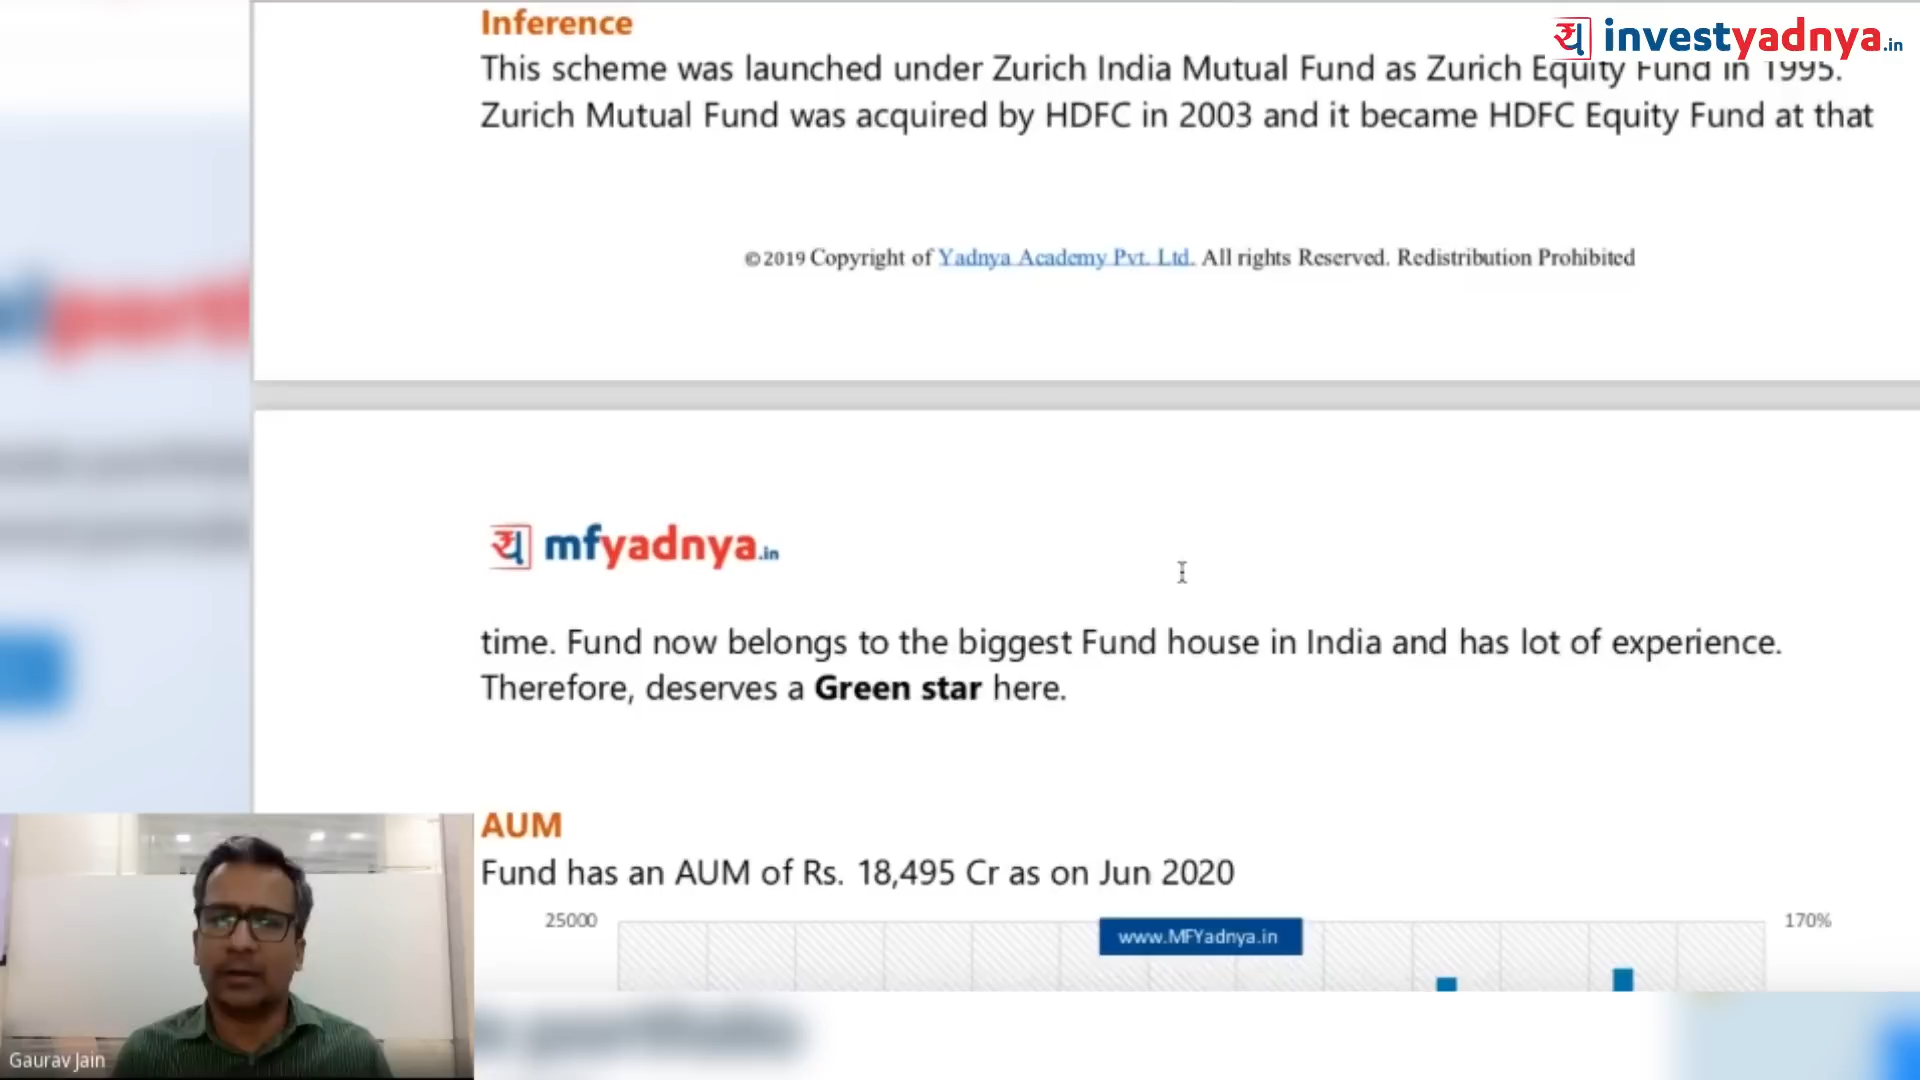 Inference
investyadnya.in
This scheme was launched under Zurich India Mutual Fund as Zurich Equity Fund in 1995.
Zurich Mutual Fund was acquired by HDFC in 2003 and it became HDFC Equity Fund at that
©2019 Copyright of Yadnya Academy Pvt. Ltd. All rights Reserved. Redistribution Prohibited
mfyadnya.in
time. Fund now belongs to the biggest Fund house in India and has lot of experience.
Therefore, deserves a Green star here.
AUM
Fund has an AUM of Rs. 18,495 Cr as on Jun 2020
25000
170%
www.MFYadnya.in
Gaurav Jain